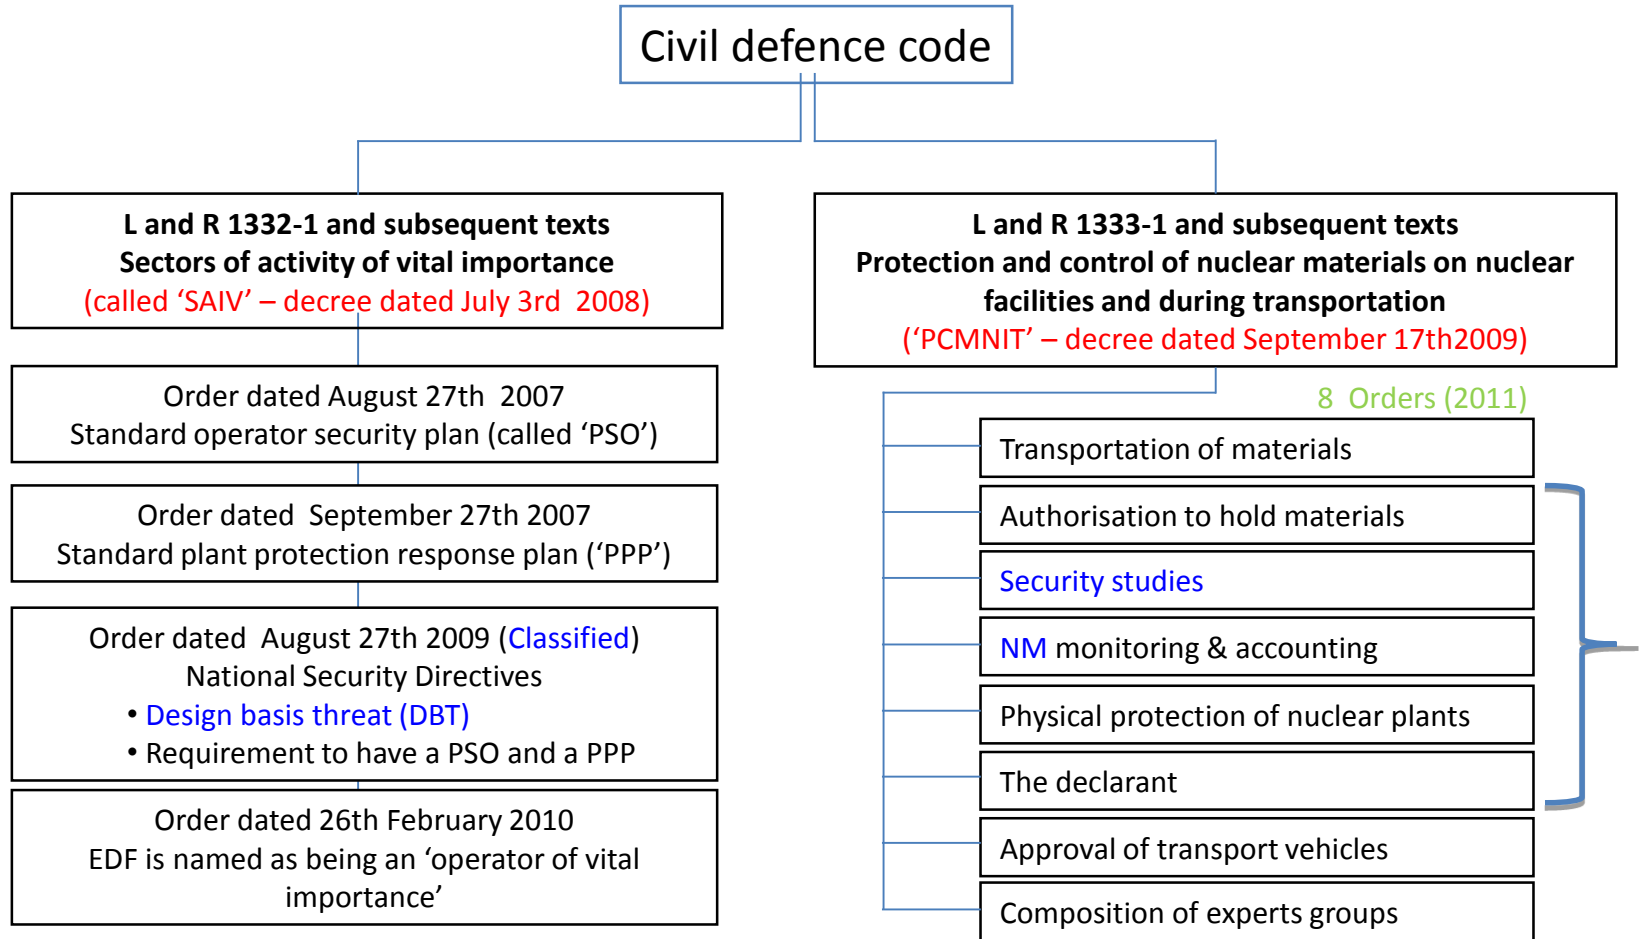 Civil defence code
L and R 1332-1 and subsequent texts
Sectors of activity of vital importance
(called ‘SAIV’ – decree dated July 3rd  2008)
Order dated August 27th  2007
Standard operator security plan (called ‘PSO’)
Order dated  September 27th 2007
Standard plant protection response plan (‘PPP’)
Order dated  August 27th 2009 (Classified)
National Security Directives
• Design basis threat (DBT)
• Requirement to have a PSO and a PPP
Order dated 26th February 2010
EDF is named as being an ‘operator of vital
importance’
L and R 1333-1 and subsequent texts
Protection and control of nuclear materials on nuclear
facilities and during transportation
(‘PCMNIT’ – decree dated September 17th2009)
8  Orders (2011)
Transportation of materials
Authorisation to hold materials
Security studies
NM monitoring & accounting
Physical protection of nuclear plants
The declarant
Approval of transport vehicles
Composition of experts groups